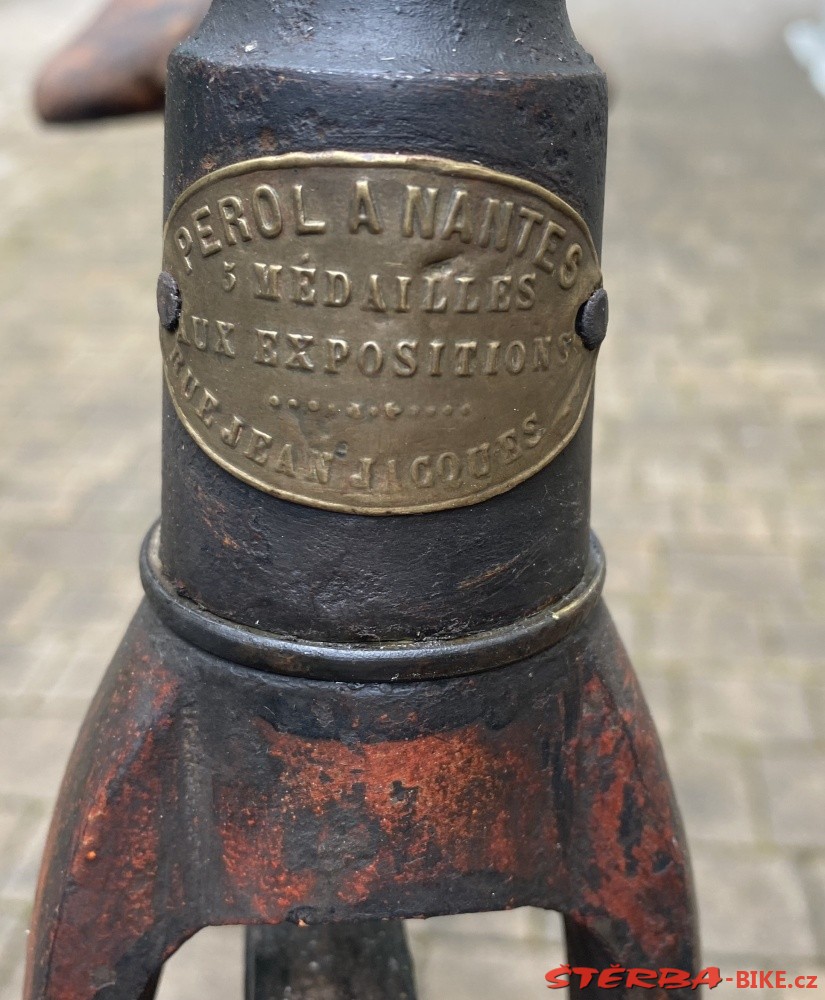 PEROL A NANTES
5 MÉDAILLES
AUX EXPOSITIONS
....J.G....
RUE JEAN JACQUES
ŠTĚRBA-BIKE.cz